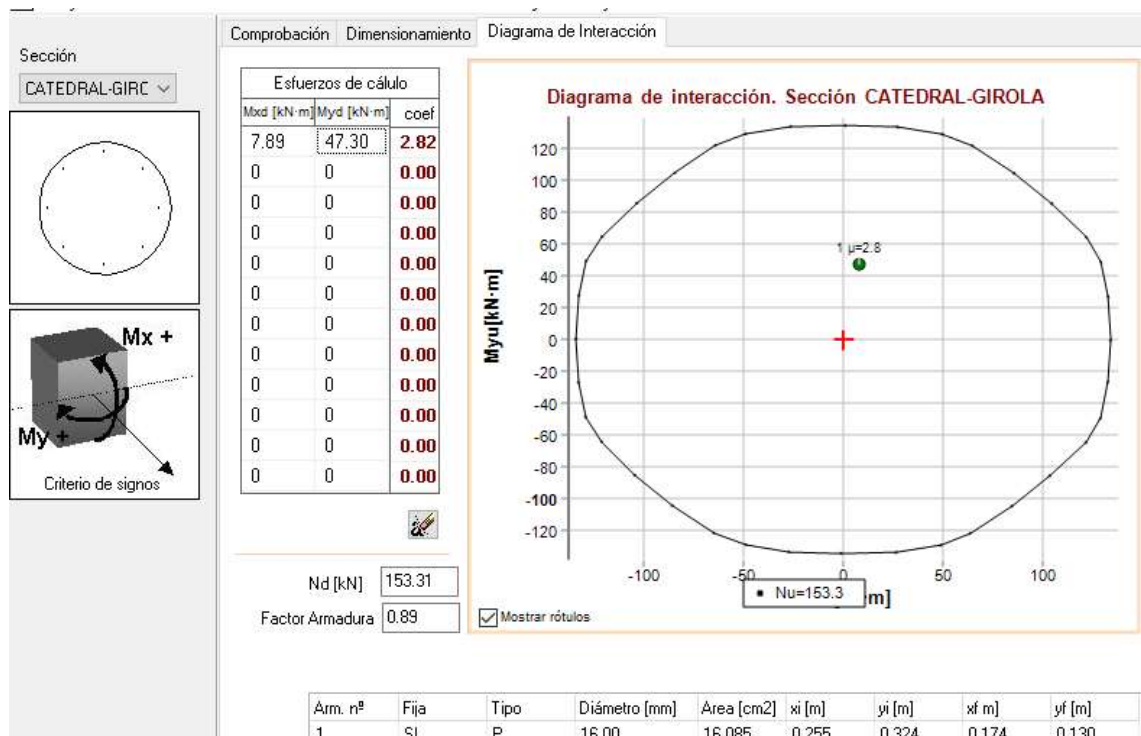 Sección
CATEDRAL-GIRC
Mx +
My +
Criterio de signos
Comprobación Dimensionamiento Diagrama de Interacción
Esfuerzos de cálulo
Mxd [kN·m] Myd [kN·m] coef
7.89 47.30 2.82
0 0 0.00
0 0 0.00
0 0 0.00
0 0 0.00
0 0 0.00
0 0 0.00
0 0 0.00
0 0 0.00
0 0 0.00
0 0 0.00
0 0 0.00
Nd [kN] 153.31
Factor Armadura 0.89
Diagrama de interacción. Sección CATEDRAL-GIROLA
Myu[kN·m]
120
100
80
60
40
20
0
-20
-40
-60
-80
-100
-120
1 μ=2.8
-100 -50 0 50 100
Nu=153.3
m]
Mostrar rótulos
Arm. nº Fija Tipo Diámetro [mm] Area [cm2] xi [m] yi [m] xf m] yf [m]
1 SI P 16.00 16.085 0.255 0.324 0.174 0.130